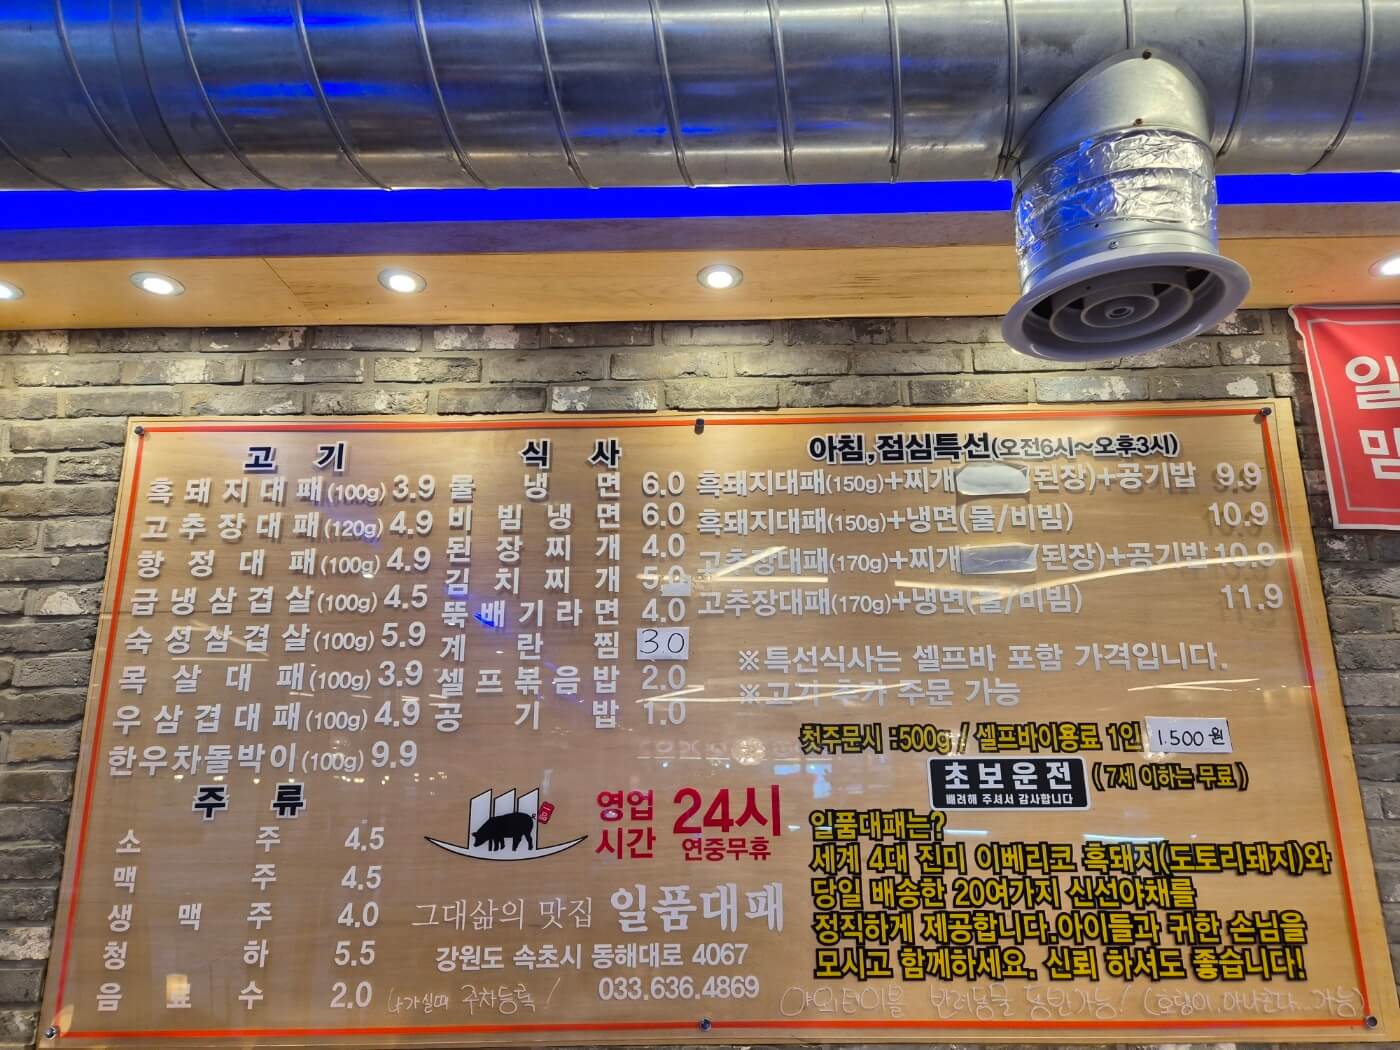 고기
흑돼지대패(100g) 3.9
고추장대패(120g) 4.9
항정대패(100g) 4.9
급냉삼겹살(100g) 4.5
숙성삼겹살(100g) 5.9
목살대패(100g) 3.9
우삼겹대패(100g) 4.9
한우차돌박이(100g) 9.9
주류
소주 4.5
맥주 4.5
생맥주 4.0
청하 5.5
음료수 2.0
식사
물냉면 6.0
비빔냉면 6.0
된장찌개 4.0
김치찌개 5.0
뚝배기라면 4.0
계란찜 3.0
셀프볶음밥 2.0
공기밥 1.0
영업시간 24시
연중무휴
그대삶의 맛집 일품대패
강원도 속초시 동해대로 4067
033.636.4869
나가실때 주차등록!
아침,점심특선(오전6시~오후3시)
흑돼지대패(150g)+찌개 된장)+공기밥 9.9
흑돼지대패(150g)+냉면(물/비빔) 10.9
고추장대패(170g)+찌개 (된장)+공기밥 10.9
고추장대패(170g)+냉면(물/비빔) 11.9
※특선식사는 셀프바 포함 가격입니다.
※고기 추가 주문 가능
첫주문시 :500g / 셀프바이용료 1인 1,500원
초보운전
배려해 주셔서 감사합니다
(7세 이하는 무료)
일품대패는?
세계 4대 진미 이베리코 흑돼지(도토리돼지)와
당일 배송한 20여가지 신선야채를
정직하게 제공합니다.아이들과 귀한 손님을
모시고 함께하세요. 신뢰 하셔도 좋습니다!
야외테이블 반려동물 동반가능! (호랑이, 아나콘다... 가능)
일
맘